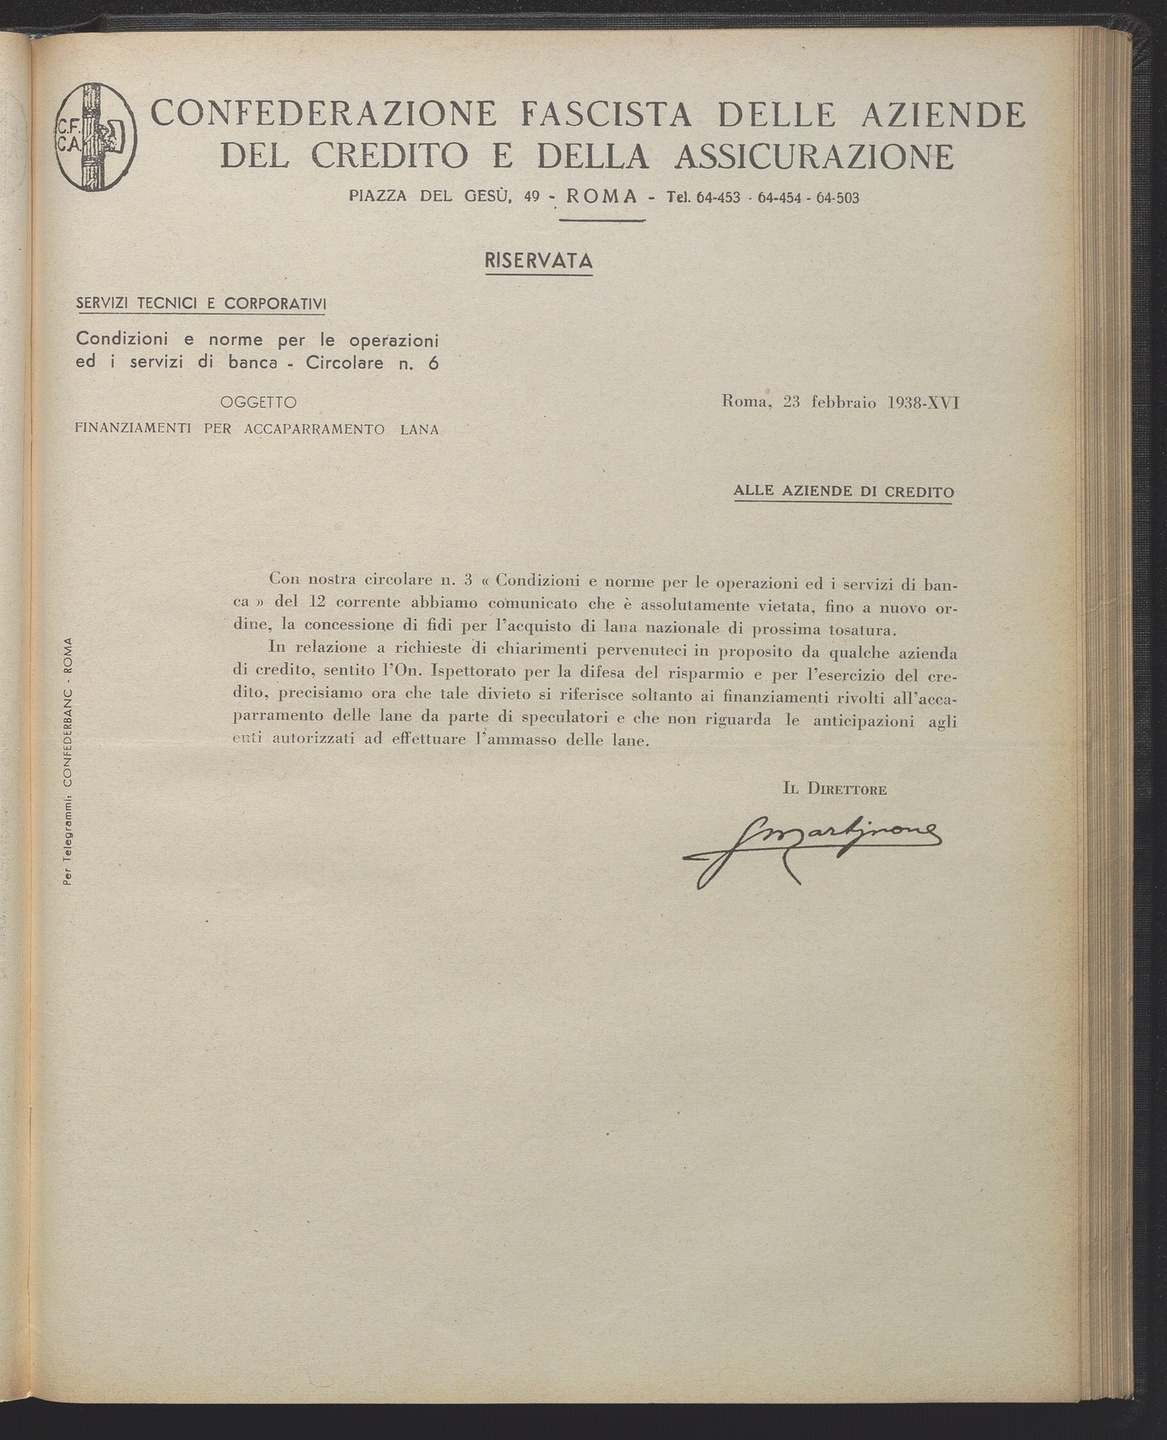 C.F.
C.A.
CONFEDERAZIONE FASCISTA DELLE AZIENDE
DEL CREDITO E DELLA ASSICURAZIONE
PIAZZA DEL GESÙ, 49 - ROMA - Tel. 64-453 - 64-454 - 64-503
RISERVATA
SERVIZI TECNICI E CORPORATIVI
Condizioni e norme per le operazioni
ed i servizi di banca - Circolare n. 6
OGGETTO
FINANZIAMENTI PER ACCAPARRAMENTO LANA
Roma, 23 febbraio 1938-XVI
ALLE AZIENDE DI CREDITO
Con nostra circolare n. 3 « Condizioni e norme per le operazioni ed i servizi di ban-
ca » del 12 corrente abbiamo comunicato che è assolutamente vietata, fino a nuovo or-
dine, la concessione di fidi per l'acquisto di lana nazionale di prossima tosatura.
In relazione a richieste di chiarimenti pervenuteci in proposito da qualche azienda
di credito, sentito l'On. Ispettorato per la difesa del risparmio e per l'esercizio del cre-
dito, precisiamo ora che tale divieto si riferisce soltanto ai finanziamenti rivolti all'acca-
parramento delle lane da parte di speculatori e che non riguarda le anticipazioni agli
enti autorizzati ad effettuare l'ammasso delle lane.
IL DIRETTORE
Per Telegrammi: CONFEDERBANC - ROMA